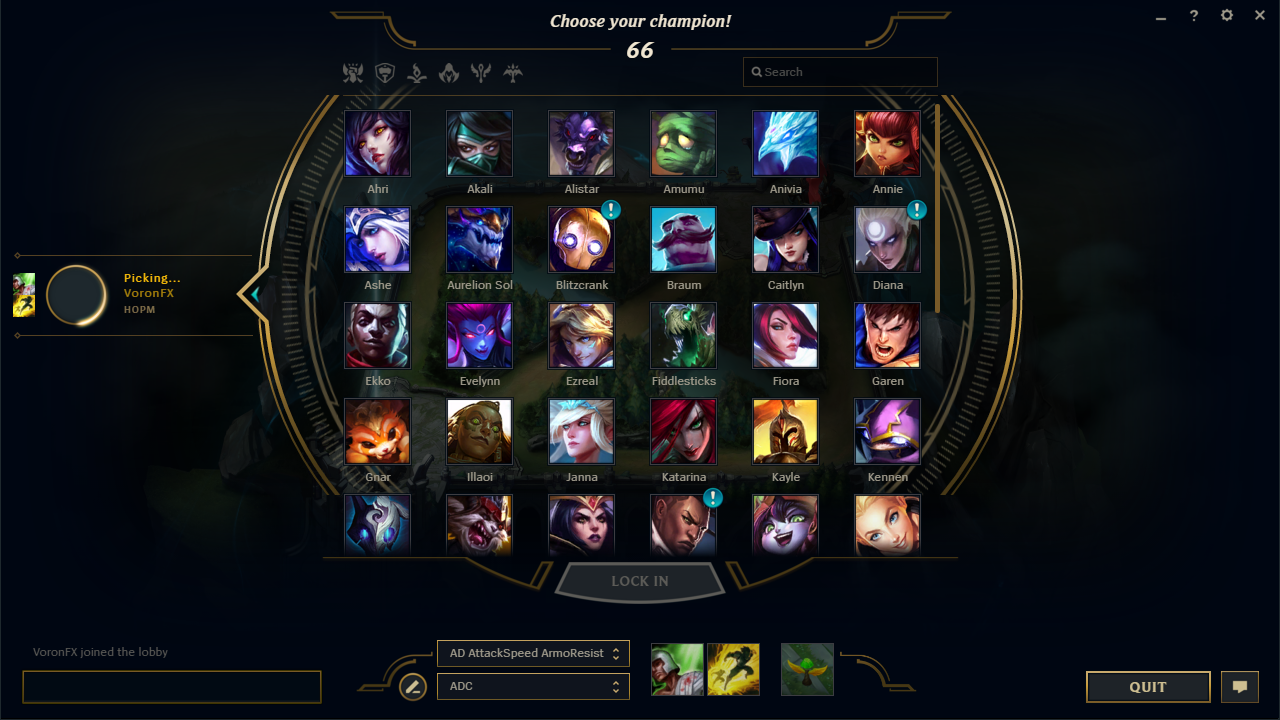 Choose your champion!
66
Search
Ahri
Akali
Alistar
Amumu
Anivia
Annie
Ashe
Aurelion Sol
Blitzcrank
Braum
Caitlyn
Diana
Picking...
VoronFX
HOPM
Ekko
Evelynn
Ezreal
Fiddlesticks
Fiora
Garen
Gnar
Illaoi
Janna
Katarina
Kayle
Kennen
LOCK IN
VoronFX joined the lobby
AD AttackSpeed ArmoResist
ADC
QUIT